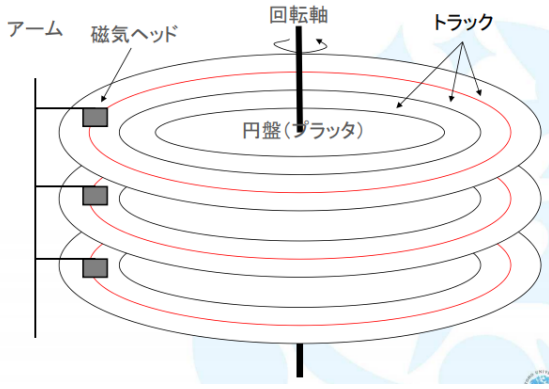 回転軸
アーム
磁気ヘッド
トラック
円盤(プラッタ)